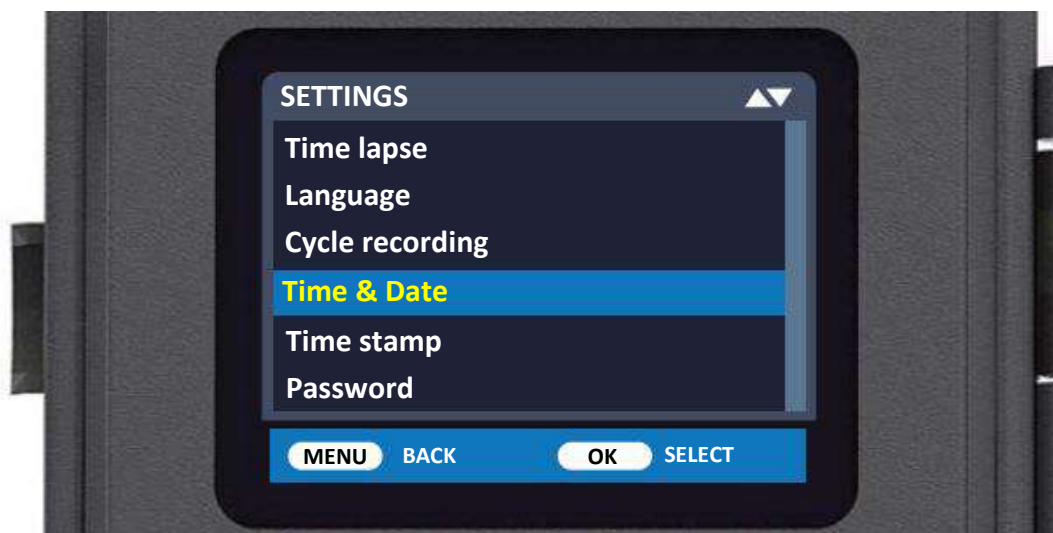 SETTINGS
Time lapse
Language
Cycle recording
Time & Date
Time stamp
Password
MENU BACK OK SELECT